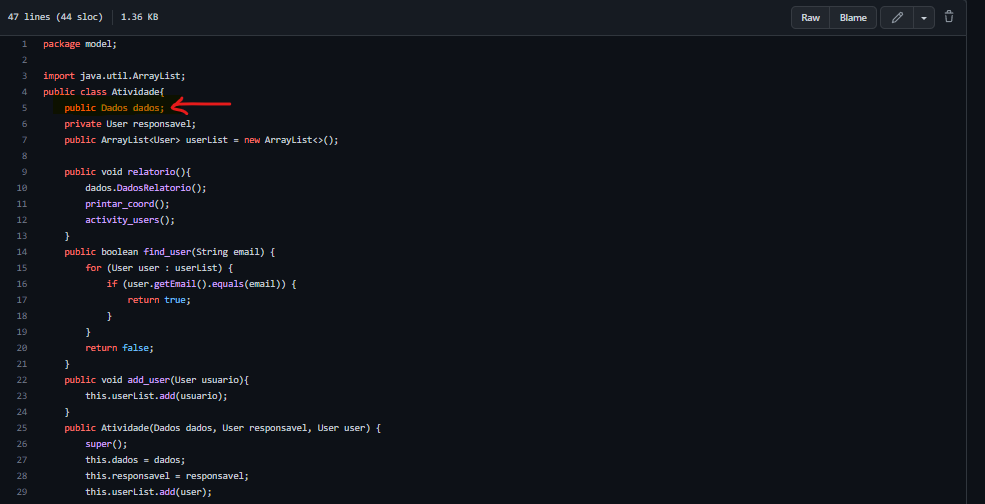 47 lines (44 sloc) 1.36 KB Raw Blame
1 package model;
2
3 import java.util.ArrayList;
4 public class Atividade{
5 public Dados dados;
6 private User responsavel;
7 public ArrayList<User> userList = new ArrayList<>();
8
9 public void relatorio(){
10 dados.DadosRelatorio();
11 printar_coord();
12 activity_users();
13 }
14 public boolean find_user(String email) {
15 for (User user : userList) {
16 if (user.getEmail().equals(email)) {
17 return true;
18 }
19 }
20 return false;
21 }
22 public void add_user(User usuario){
23 this.userList.add(usuario);
24 }
25 public Atividade(Dados dados, User responsavel, User user) {
26 super();
27 this.dados = dados;
28 this.responsavel = responsavel;
29 this.userList.add(user);